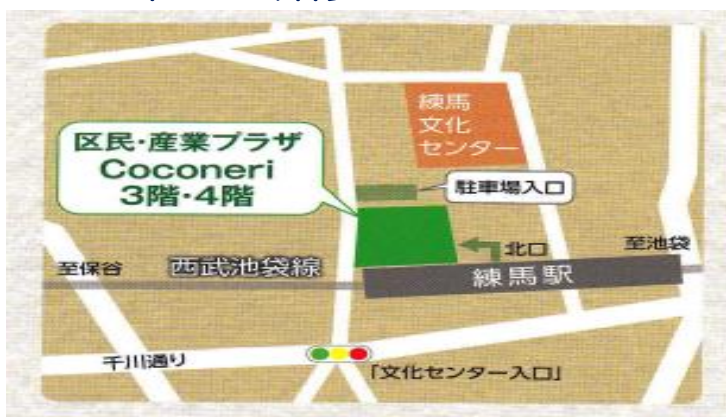 練馬
文化
センター
区民・産業プラザ
Coconeri
3階・4階
駐車場入口
北口
至池袋
至保谷
西武池袋線
練馬駅
千川通り
「文化センター入口」